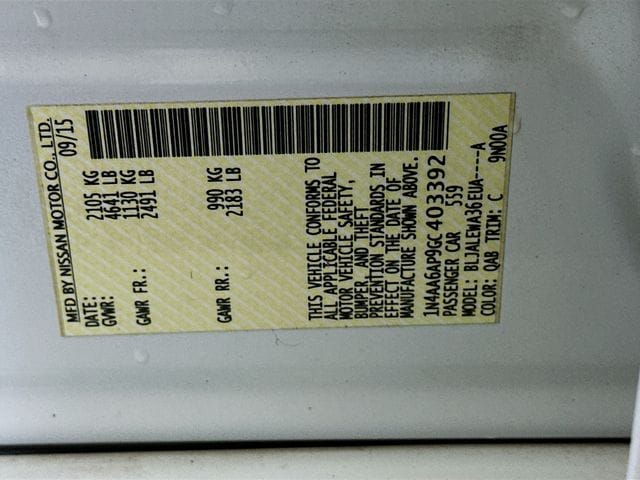 MFD BY NISSAN MOTOR CO., LTD.
DATE: 09/15
GVWR: 2105 KG
4641 LB
GAWR FR.: 1130 KG
2491 LB
GAWR RR.: 990 KG
2183 LB
THIS VEHICLE CONFORMS TO
ALL APPLICABLE FEDERAL
MOTOR VEHICLE SAFETY,
BUMPER, AND THEFT
PREVENTION STANDARDS IN
EFFECT ON THE DATE OF
MANUFACTURE SHOWN ABOVE.
1N4AA6AP9GC403392
PASSENGER CAR 559
MODEL: BLJALEWA36EUA----A
COLOR: QAB TRIM: C 9N00A